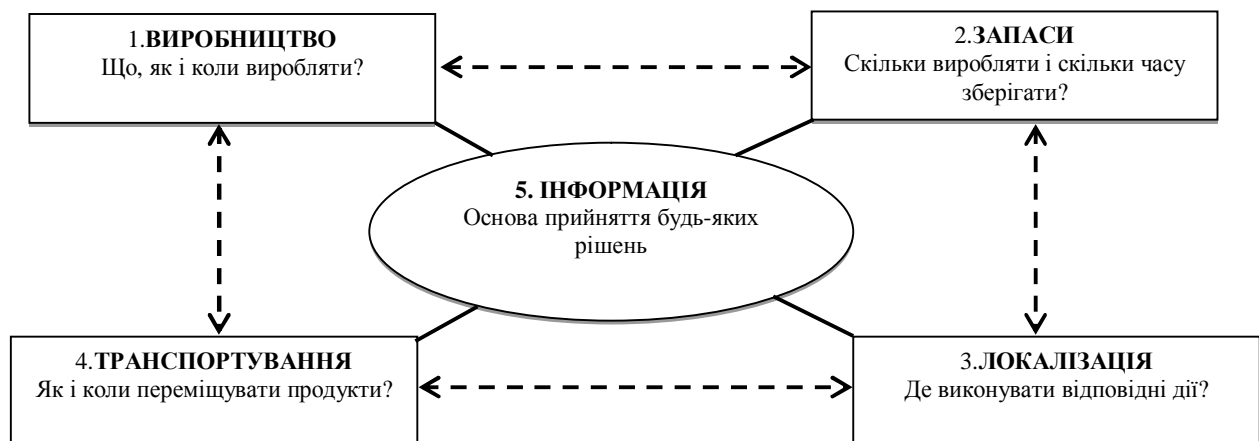 1.ВИРОБНИЦТВО
Що, як і коли виробляти?
2.ЗАПАСИ
Скільки виробляти і скільки часу
зберігати?
5. ІНФОРМАЦІЯ
Основа прийняття будь-яких
рішень
4.ТРАНСПОРТУВАННЯ
Як і коли переміщувати продукти?
3.ЛОКАЛІЗАЦІЯ
Де виконувати відповідні дії?